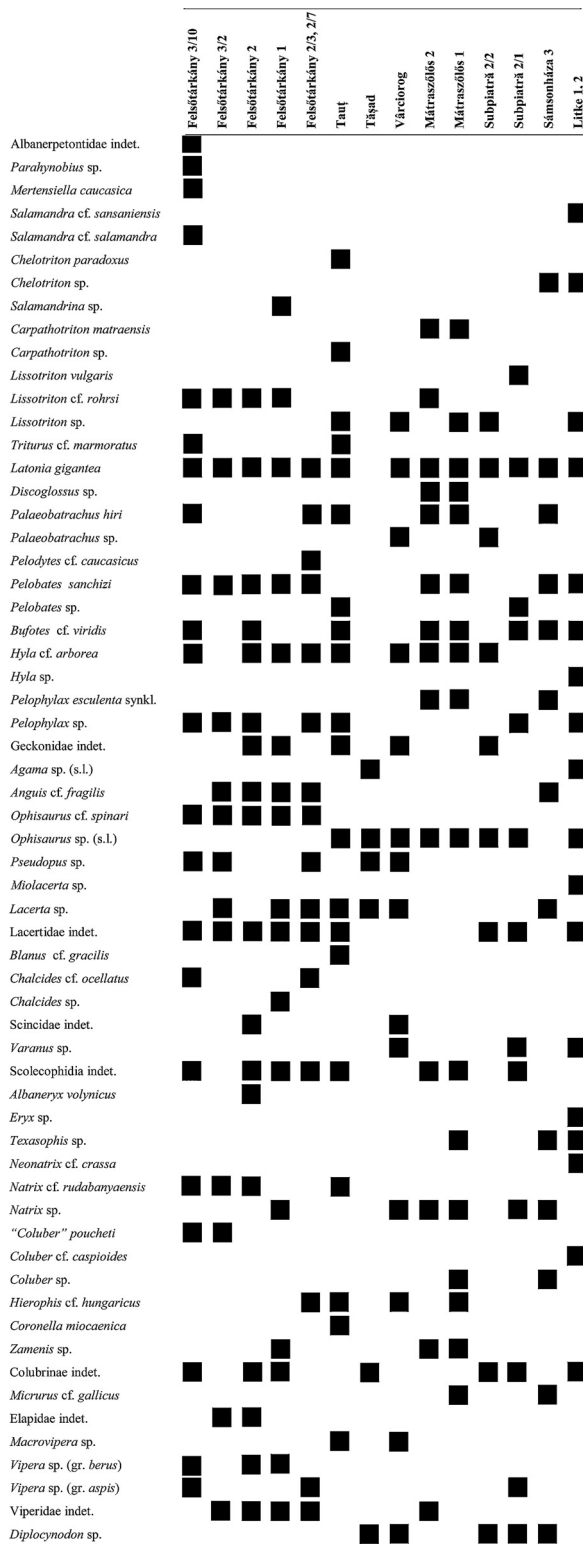 Felsőtárkány 3/10
Felsőtárkány 3/2
Felsőtárkány 2
Felsőtárkány 1
Felsőtárkány 2/3, 2/7
Tauţ
Tăşad
Vârciorog
Mátraszőlős 2
Mátraszőlős 1
Subpiatră 2/2
Subpiatră 2/1
Sámsonháza 3
Litke 1, 2
Albanerpetontidae indet.
Parahynobius sp.
Mertensiella caucasica
Salamandra cf. sansaniensis
Salamandra cf. salamandra
Chelotriton paradoxus
Chelotriton sp.
Salamandrina sp.
Carpathotriton matraensis
Carpathotriton sp.
Lissotriton vulgaris
Lissotriton cf. rohrsi
Lissotriton sp.
Triturus cf. marmoratus
Latonia gigantea
Discoglossus sp.
Palaeobatrachus hiri
Palaeobatrachus sp.
Pelodytes cf. caucasicus
Pelobates sanchizi
Pelobates sp.
Bufotes cf. viridis
Hyla cf. arborea
Hyla sp.
Pelophylax esculenta synkl.
Pelophylax sp.
Geckonidae indet.
Agama sp. (s.l.)
Anguis cf. fragilis
Ophisaurus cf. spinari
Ophisaurus sp. (s.l.)
Pseudopus sp.
Miolacerta sp.
Lacerta sp.
Lacertidae indet.
Blanus cf. gracilis
Chalcides cf. ocellatus
Chalcides sp.
Scincidae indet.
Varanus sp.
Scolecophidia indet.
Albaneryx volynicus
Eryx sp.
Texasophis sp.
Neonatrix cf. crassa
Natrix cf. rudabanyaensis
Natrix sp.
“Coluber” poucheti
Coluber cf. caspioides
Coluber sp.
Hierophis cf. hungaricus
Coronella miocaenica
Zamenis sp.
Colubrinae indet.
Micrurus cf. gallicus
Elapidae indet.
Macrovipera sp.
Vipera sp. (gr. berus)
Vipera sp. (gr. aspis)
Viperidae indet.
Diplocynodon sp.